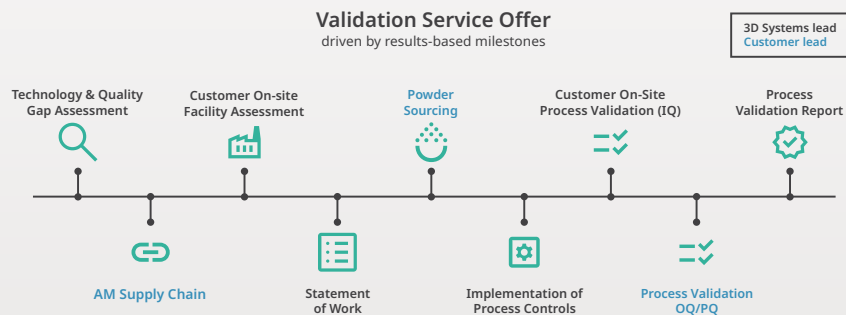 Validation Service Offer
driven by results-based milestones
3D Systems lead
Customer lead
Technology & Quality
Gap Assessment
Customer On-site
Facility Assessment
Powder
Sourcing
Customer On-Site
Process Validation (IQ)
Process
Validation Report
AM Supply Chain
Statement
of Work
Implementation of
Process Controls
Process Validation
OQ/PQ